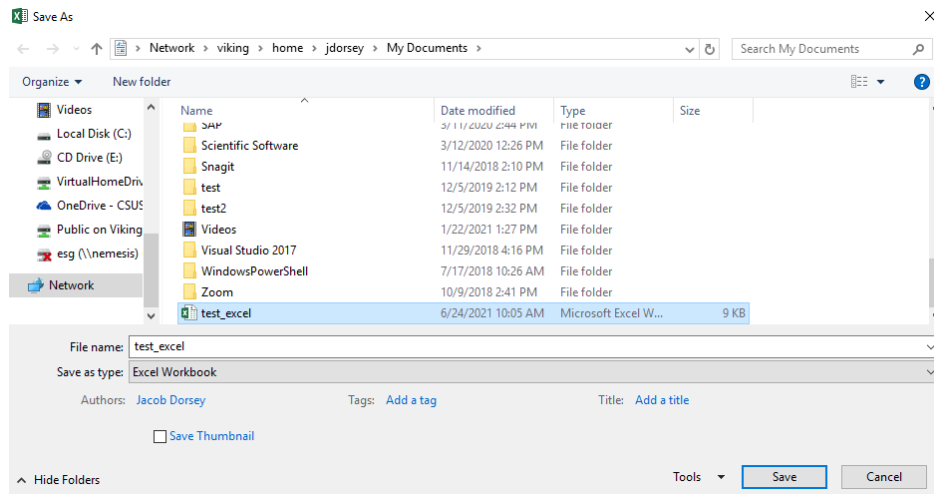 Save As
Network › viking › home › jdorsey › My Documents ›
Search My Documents
Organize
New folder
Name Date modified Type Size
Videos
Local Disk (C:)
CD Drive (E:)
VirtualHomeDriv
OneDrive - CSUS
Public on Viking
esg (\\nemesis)
Network
SAP 3/11/2020 2:44 PM File folder
Scientific Software 3/12/2020 12:26 PM File folder
Snagit 11/14/2018 2:10 PM File folder
test 12/5/2019 2:12 PM File folder
test2 12/5/2019 2:32 PM File folder
Videos 1/22/2021 1:27 PM File folder
Visual Studio 2017 11/29/2018 4:16 PM File folder
WindowsPowerShell 7/17/2018 10:26 AM File folder
Zoom 10/9/2018 2:41 PM File folder
test_excel 6/24/2021 10:05 AM Microsoft Excel W... 9 KB
File name: test_excel
Save as type: Excel Workbook
Authors: Jacob Dorsey Tags: Add a tag Title: Add a title
Save Thumbnail
Hide Folders
Tools Save Cancel